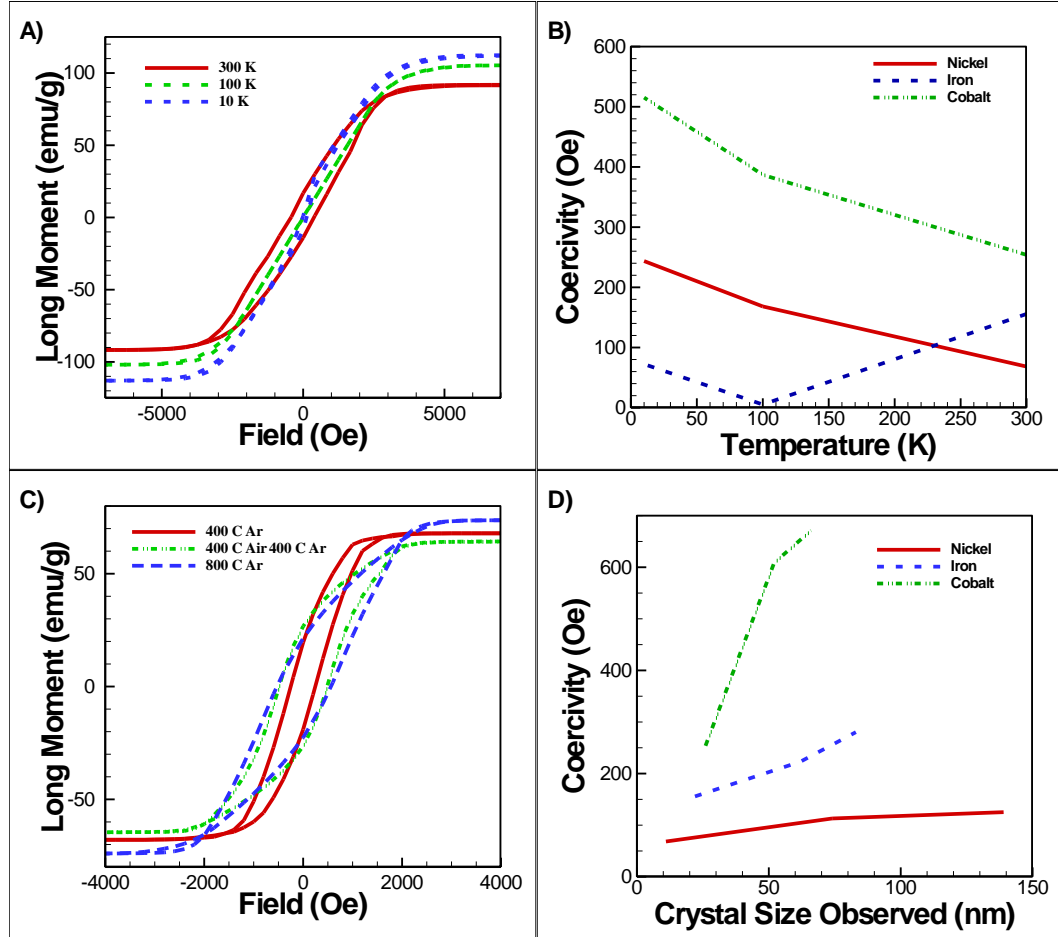 A)
300 K
100 K
10 K
Long Moment (emu/g)
100
50
0
-50
-100
-5000 0 5000
Field (Oe)
B)
Nickel
Iron
Cobalt
Coercivity (Oe)
600
500
400
300
200
100
0
0 50 100 150 200 250 300
Temperature (K)
C)
400 C Ar
400 C Air 400 C Ar
800 C Ar
Long Moment (emu/g)
50
0
-50
-4000 -2000 0 2000 4000
Field (Oe)
D)
Nickel
Iron
Cobalt
Coercivity (Oe)
600
400
200
0
0 50 100 150
Crystal Size Observed (nm)